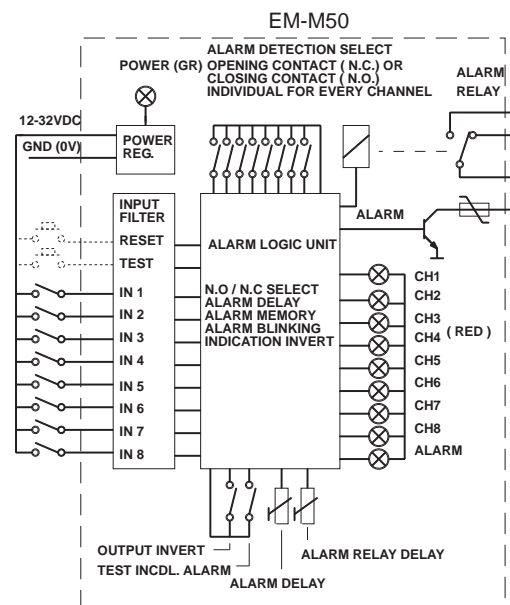 EM-M50
ALARM DETECTION SELECT
POWER (GR) OPENING CONTACT ( N.C.) OR
CLOSING CONTACT ( N.O.)
INDIVIDUAL FOR EVERY CHANNEL
ALARM
RELAY
12-32VDC
GND (0V)
POWER
REG.
INPUT
FILTER
RESET
TEST
IN 1
IN 2
IN 3
IN 4
IN 5
IN 6
IN 7
IN 8
ALARM LOGIC UNIT
N.O / N.C SELECT
ALARM DELAY
ALARM MEMORY
ALARM BLINKING
INDICATION INVERT
ALARM
CH1
CH2
CH3
CH4
( RED )
CH5
CH6
CH7
CH8
ALARM
OUTPUT INVERT
TEST INCDL. ALARM
ALARM DELAY
ALARM RELAY DELAY